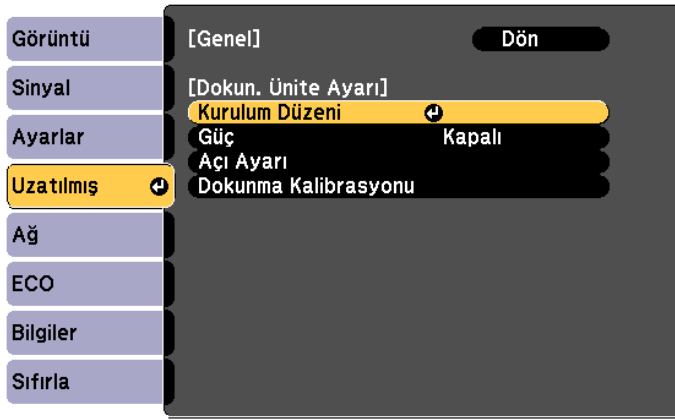 Görüntü
Sinyal
Ayarlar
Uzatılmış
Ağ
ECO
Bilgiler
Sıfırla
[Genel] Dön
[Dokun. Ünite Ayarı]
Kurulum Düzeni
Güç Kapalı
Açı Ayarı
Dokunma Kalibrasyonu